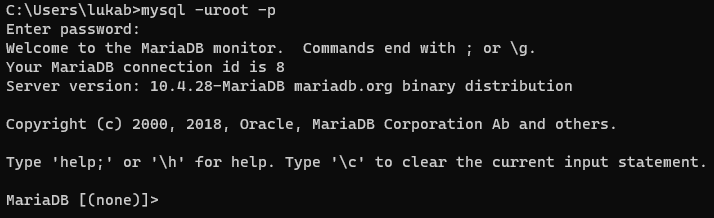 C:\Users\lukab>mysql -uroot -p
Enter password:
Welcome to the MariaDB monitor.  Commands end with ; or \g.
Your MariaDB connection id is 8
Server version: 10.4.28-MariaDB mariadb.org binary distribution
Copyright (c) 2000, 2018, Oracle, MariaDB Corporation Ab and others.
Type 'help;' or '\h' for help. Type '\c' to clear the current input statement.
MariaDB [(none)]>